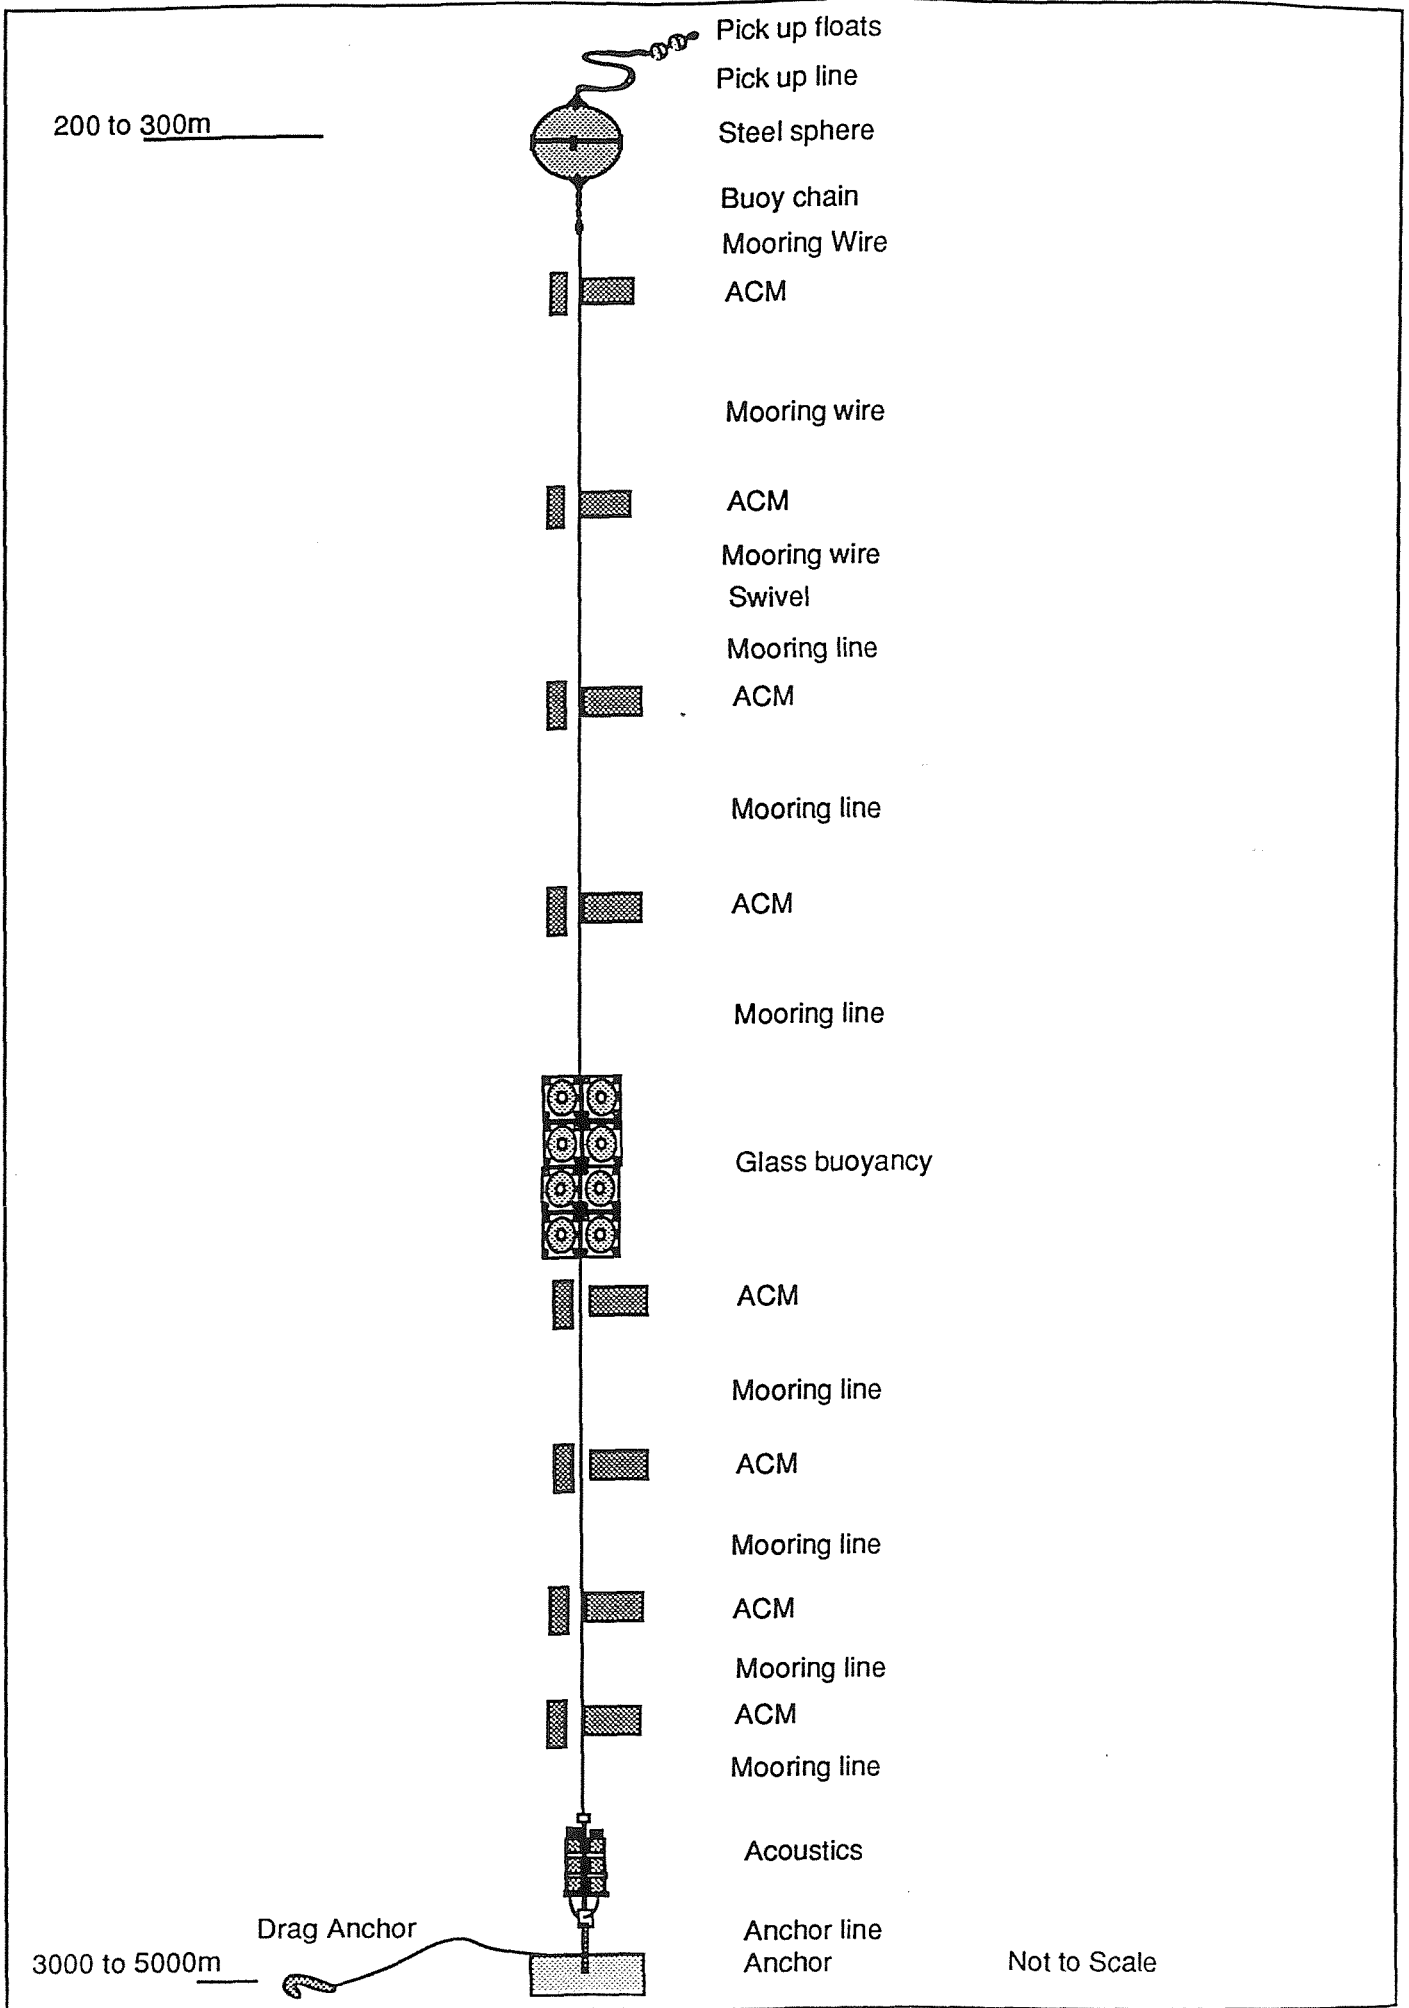 Pick up floats
Pick up line
200 to 300m
Steel sphere
Buoy chain
Mooring Wire
ACM
Mooring wire
ACM
Mooring wire
Swivel
Mooring line
ACM
Mooring line
ACM
Mooring line
Glass buoyancy
ACM
Mooring line
ACM
Mooring line
ACM
Mooring line
ACM
Mooring line
Acoustics
Drag Anchor
Anchor line
3000 to 5000m
Anchor
Not to Scale